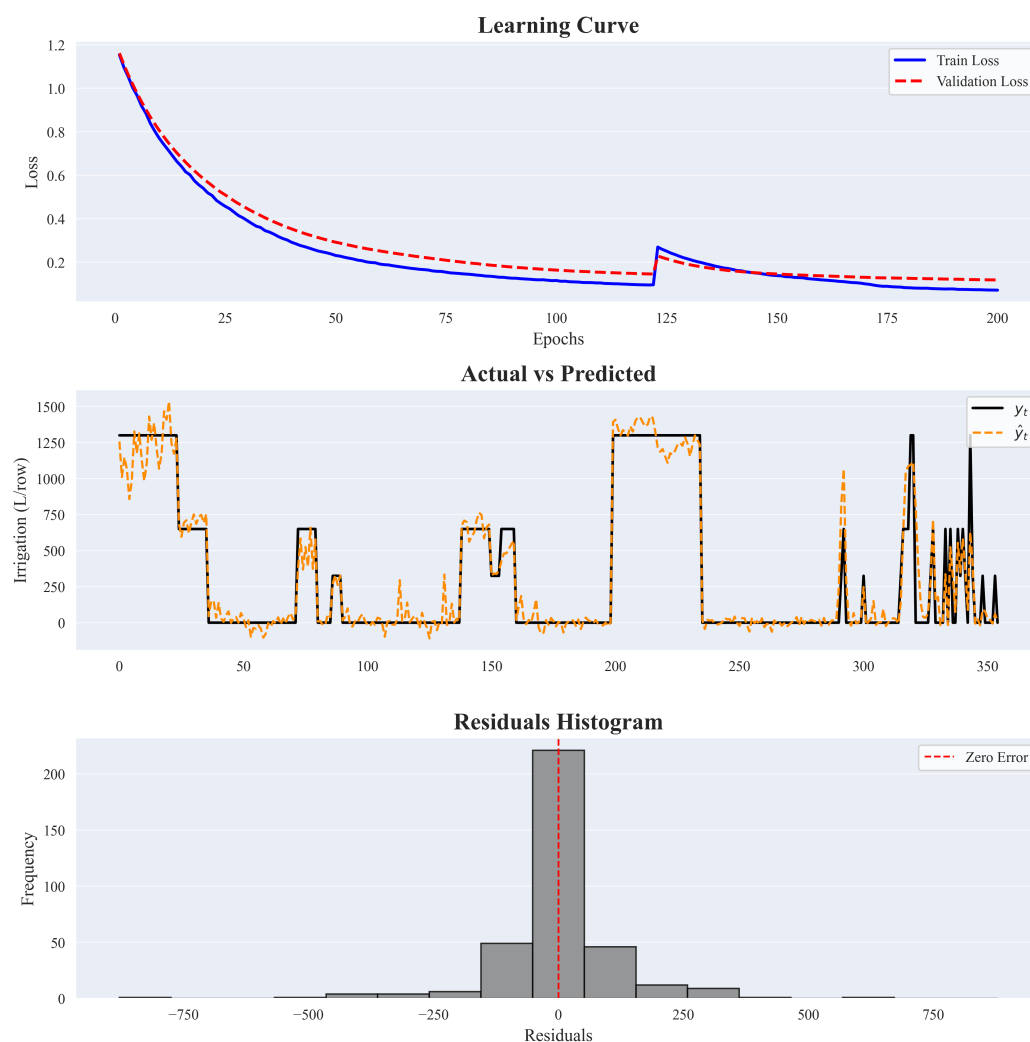 Learning Curve
Loss
1.2
1.0
0.8
0.6
0.4
0.2
Train Loss
Validation Loss
0 25 50 75 100 125 150 175 200
Epochs
Actual vs Predicted
Irrigation (L/row)
1500
1250
1000
750
500
250
0
y_t
ŷ_t
0 50 100 150 200 250 300 350
Residuals Histogram
Frequency
200
150
100
50
0
Zero Error
−750 −500 −250 0 250 500 750
Residuals